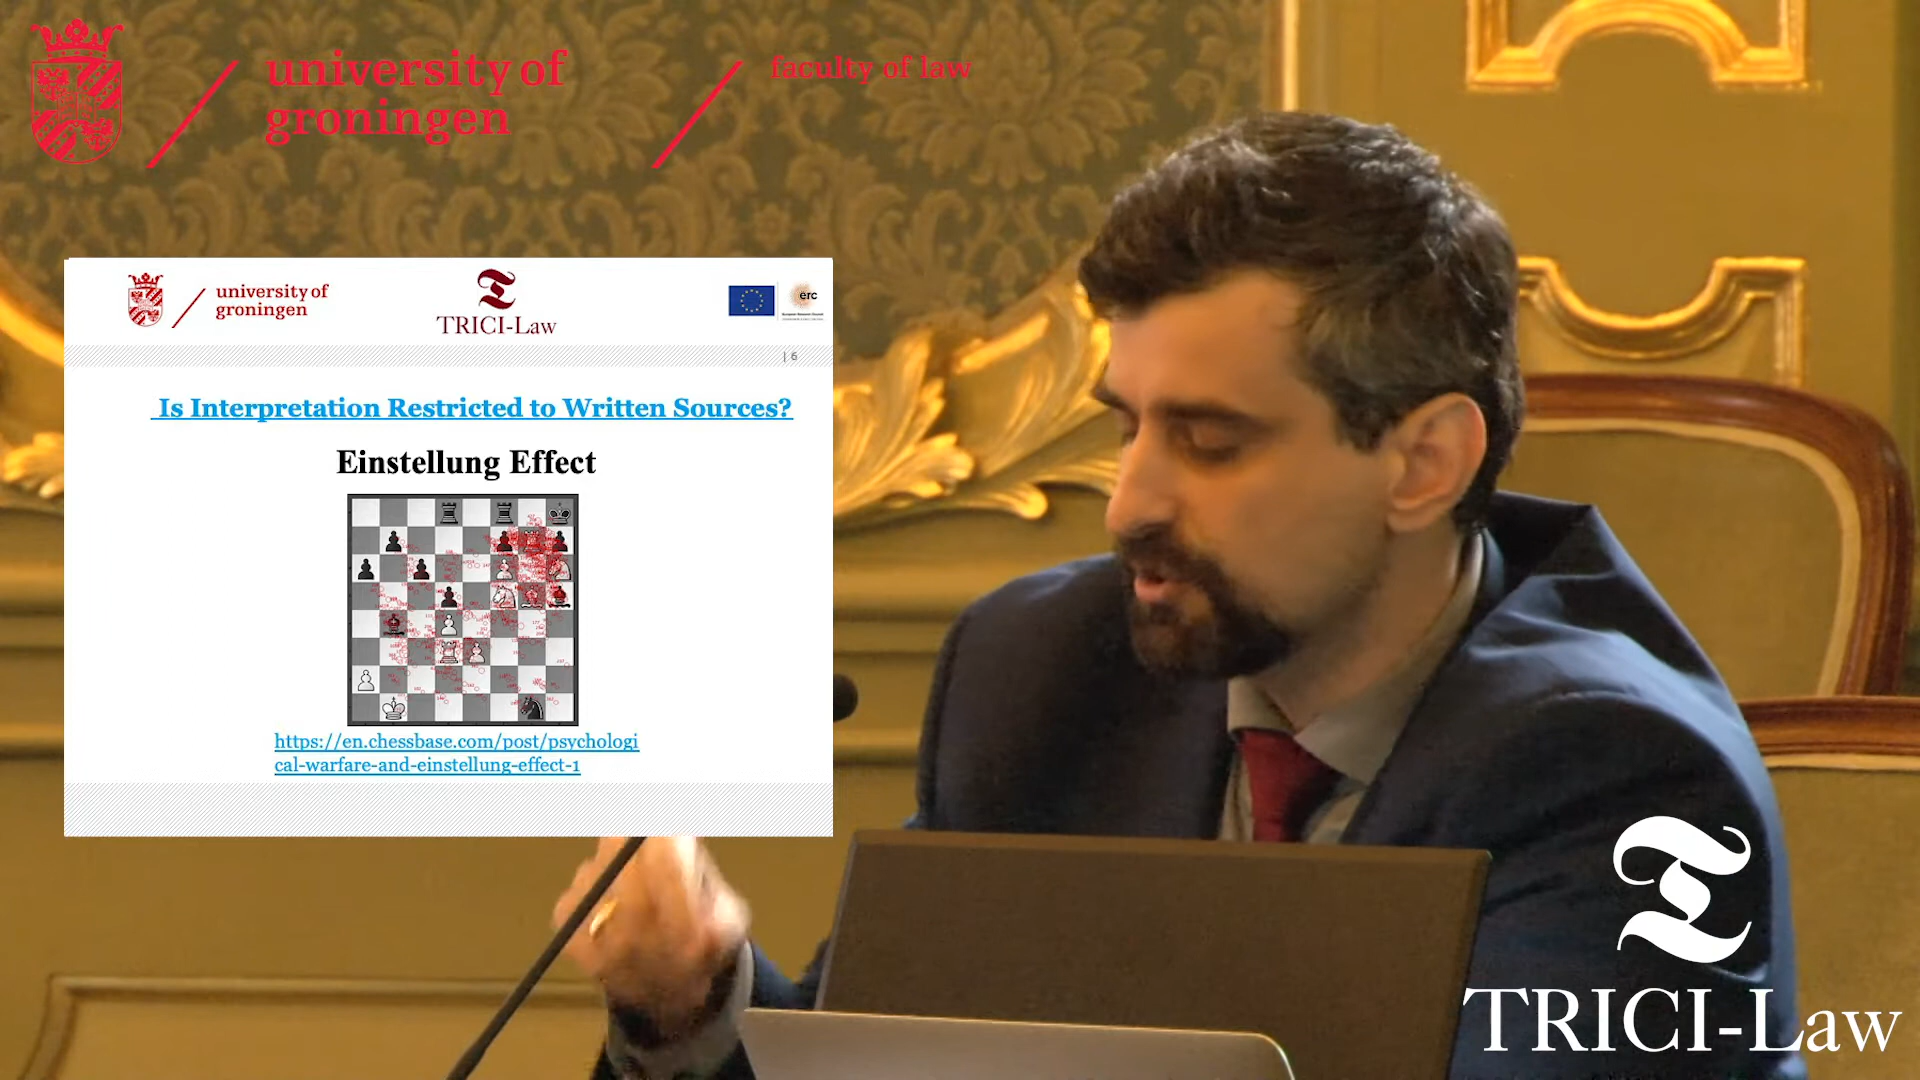 university of
groningen
faculty of law
university of
groningen
TRICI-Law
erc
| 6
Is Interpretation Restricted to Written Sources?
Einstellung Effect
https://en.chessbase.com/post/psychologi
cal-warfare-and-einstellung-effect-1
TRICI-Law